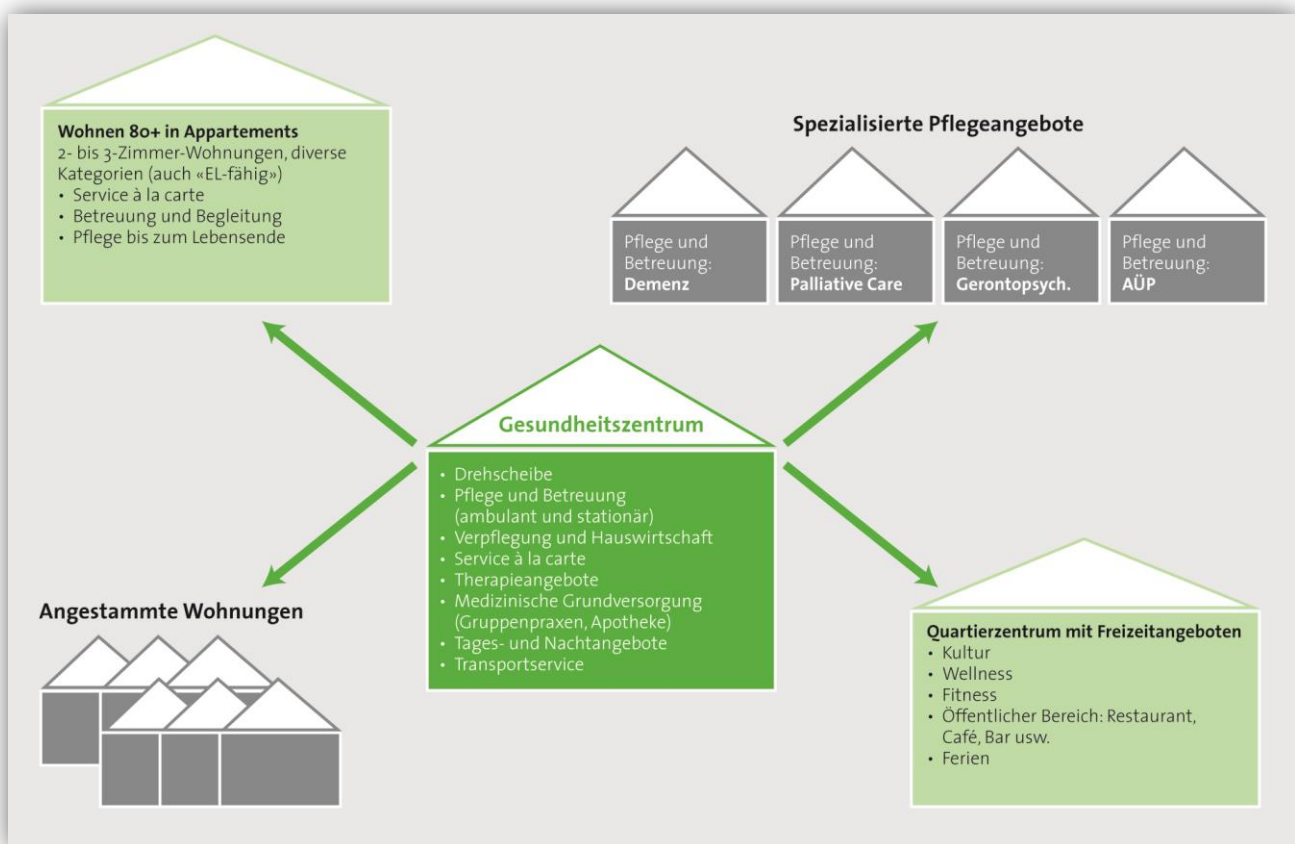 Wohnen 80+ in Appartements
2- bis 3-Zimmer-Wohnungen, diverse
Kategorien (auch «EL-fähig»)
• Service à la carte
• Betreuung und Begleitung
• Pflege bis zum Lebensende
Spezialisierte Pflegeangebote
Pflege und
Betreuung:
Demenz
Pflege und
Betreuung:
Palliative Care
Pflege und
Betreuung:
Gerontopsych.
Pflege und
Betreuung:
AÜP
Gesundheitszentrum
• Drehscheibe
• Pflege und Betreuung
(ambulant und stationär)
• Verpflegung und Hauswirtschaft
• Service à la carte
• Therapieangebote
• Medizinische Grundversorgung
(Gruppenpraxen, Apotheke)
• Tages- und Nachtangebote
• Transportservice
Angestammte Wohnungen
Quartierzentrum mit Freizeitangeboten
• Kultur
• Wellness
• Fitness
• Öffentlicher Bereich: Restaurant,
Café, Bar usw.
• Ferien